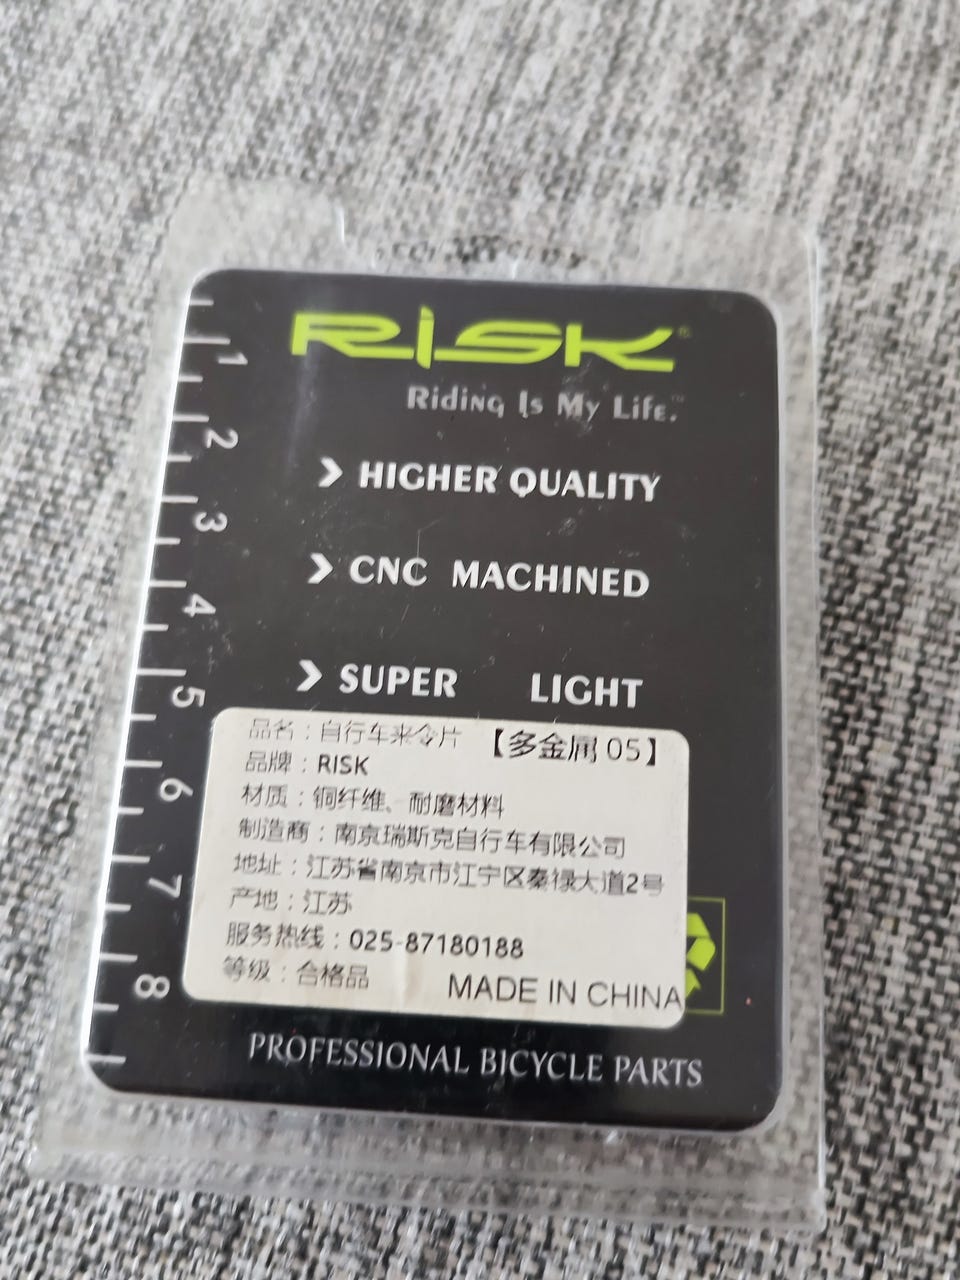 RISK®
Riding Is My Life.™
HIGHER QUALITY
CNC MACHINED
SUPER LIGHT
1
2
3
4
5
6
7
8
品名：自行车来令片 【多金属 05】
品牌：RISK
材质：铜纤维、耐磨材料
制造商：南京瑞斯克自行车有限公司
地址：江苏省南京市江宁区秦禄大道2号
产地：江苏
服务热线：025-87180188
等级：合格品 MADE IN CHINA
PROFESSIONAL BICYCLE PARTS